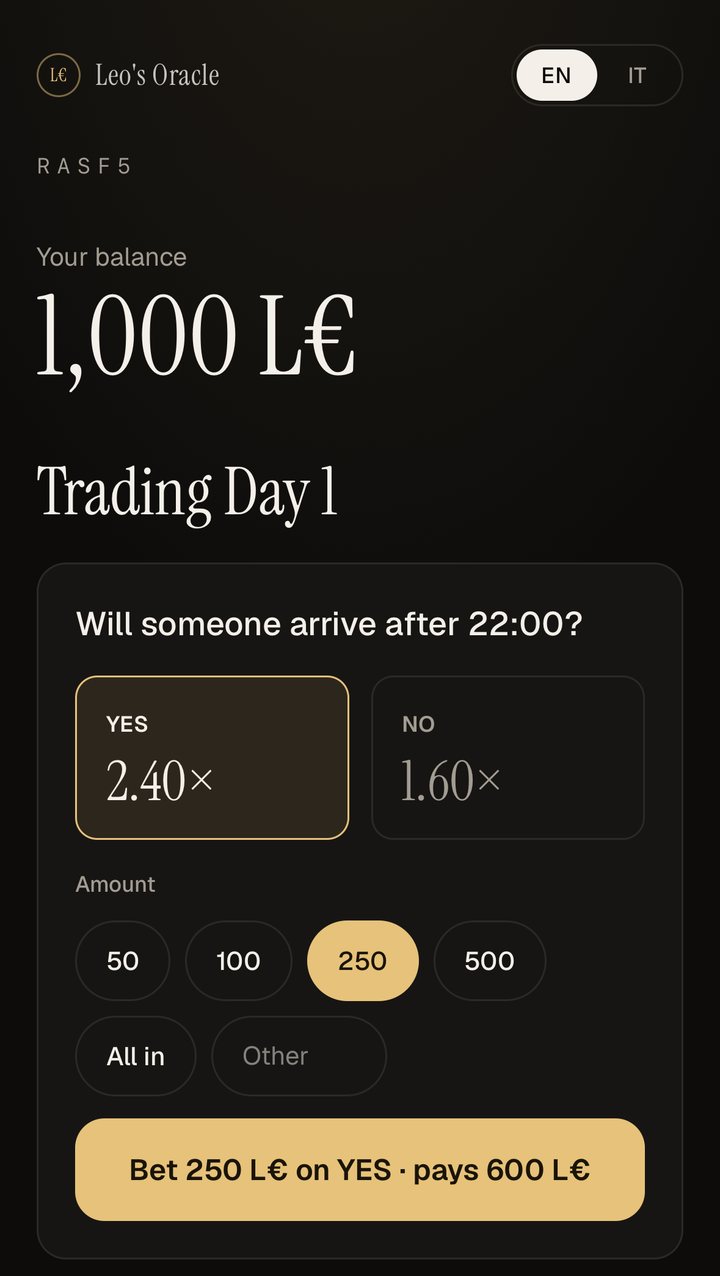 L€ Leo's Oracle EN IT
RASF5
Your balance
1,000 L€
Trading Day 1
Will someone arrive after 22:00?
YES NO
2.40× 1.60×
Amount
50 100 250 500
All in Other
Bet 250 L€ on YES · pays 600 L€